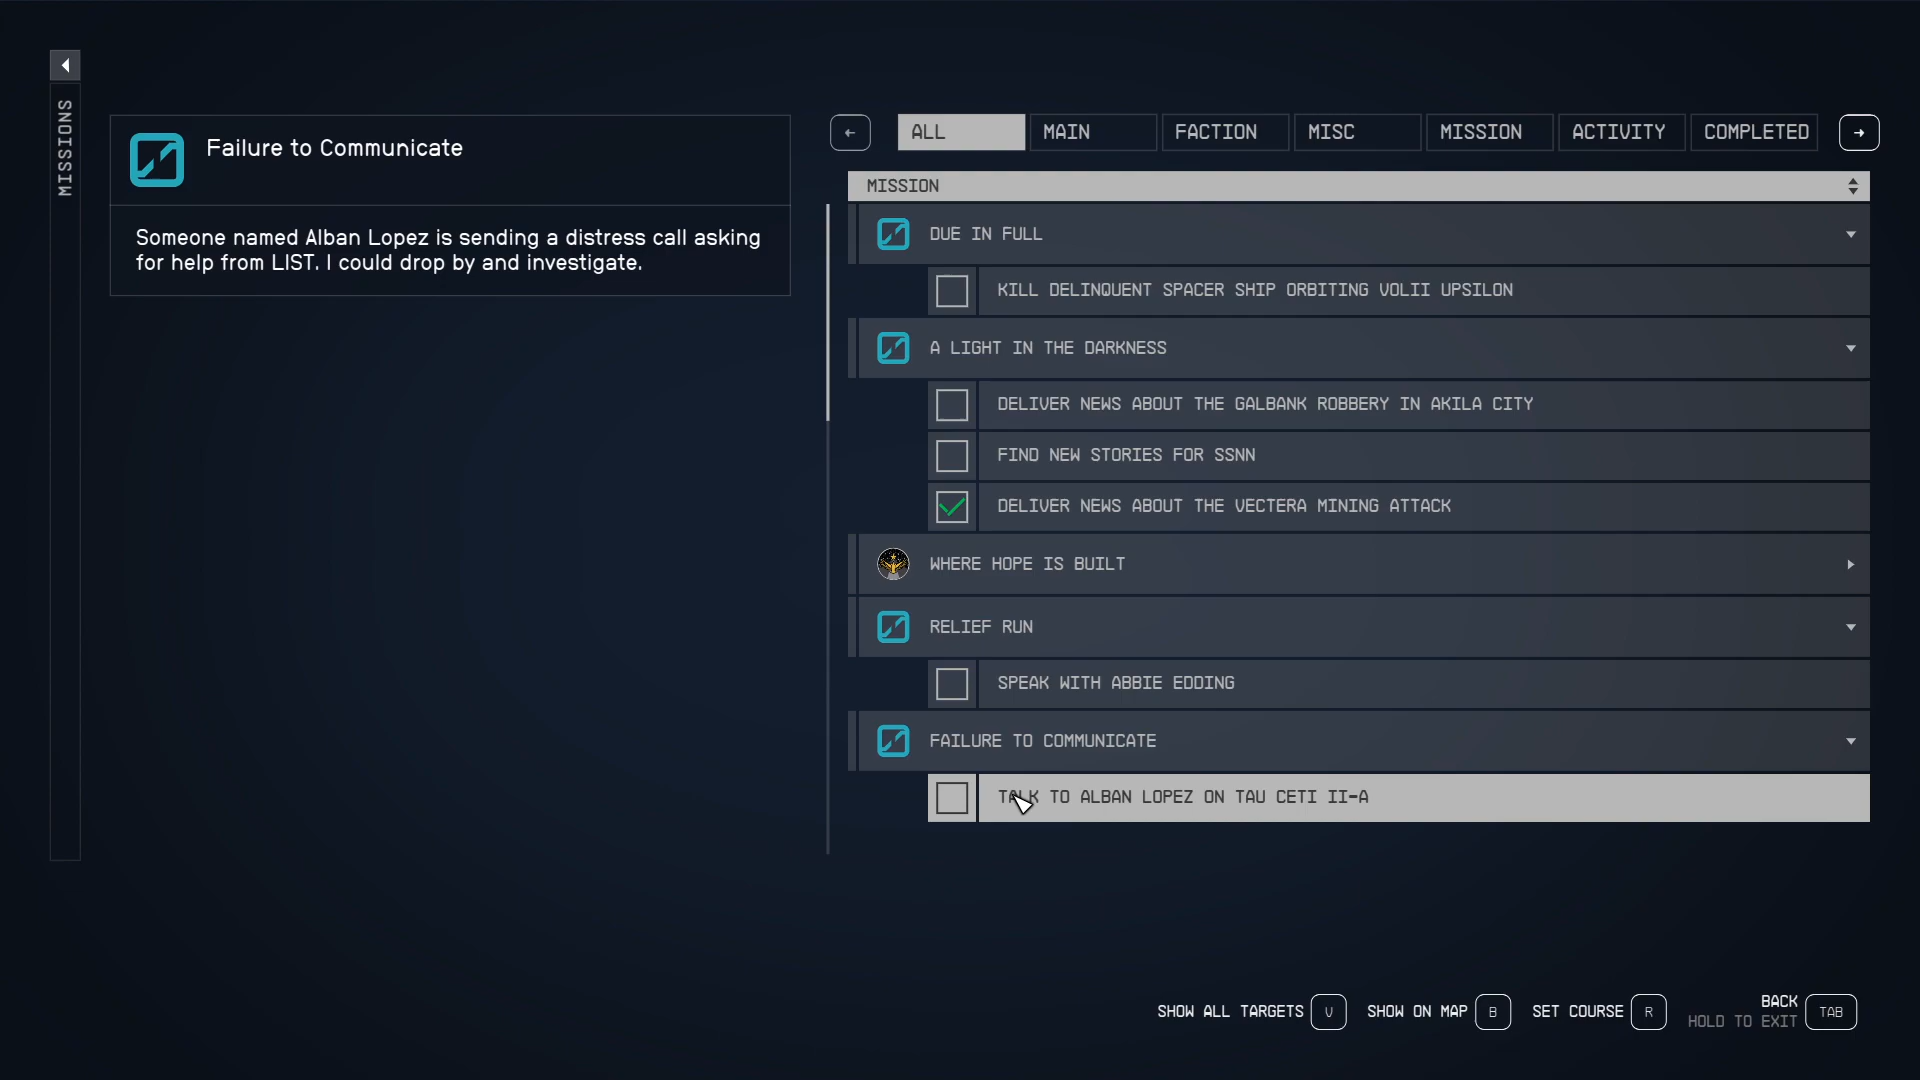 MISSIONS
Failure to Communicate
Someone named Alban Lopez is sending a distress call asking
for help from LIST. I could drop by and investigate.
ALL MAIN FACTION MISC MISSION ACTIVITY COMPLETED
MISSION
DUE IN FULL
KILL DELINQUENT SPACER SHIP ORBITING VOLII UPSILON
A LIGHT IN THE DARKNESS
DELIVER NEWS ABOUT THE GALBANK ROBBERY IN AKILA CITY
FIND NEW STORIES FOR SSNN
DELIVER NEWS ABOUT THE VECTERA MINING ATTACK
WHERE HOPE IS BUILT
RELIEF RUN
SPEAK WITH ABBIE EDDING
FAILURE TO COMMUNICATE
TALK TO ALBAN LOPEZ ON TAU CETI II-A
SHOW ALL TARGETS V SHOW ON MAP B SET COURSE R BACK TAB
HOLD TO EXIT